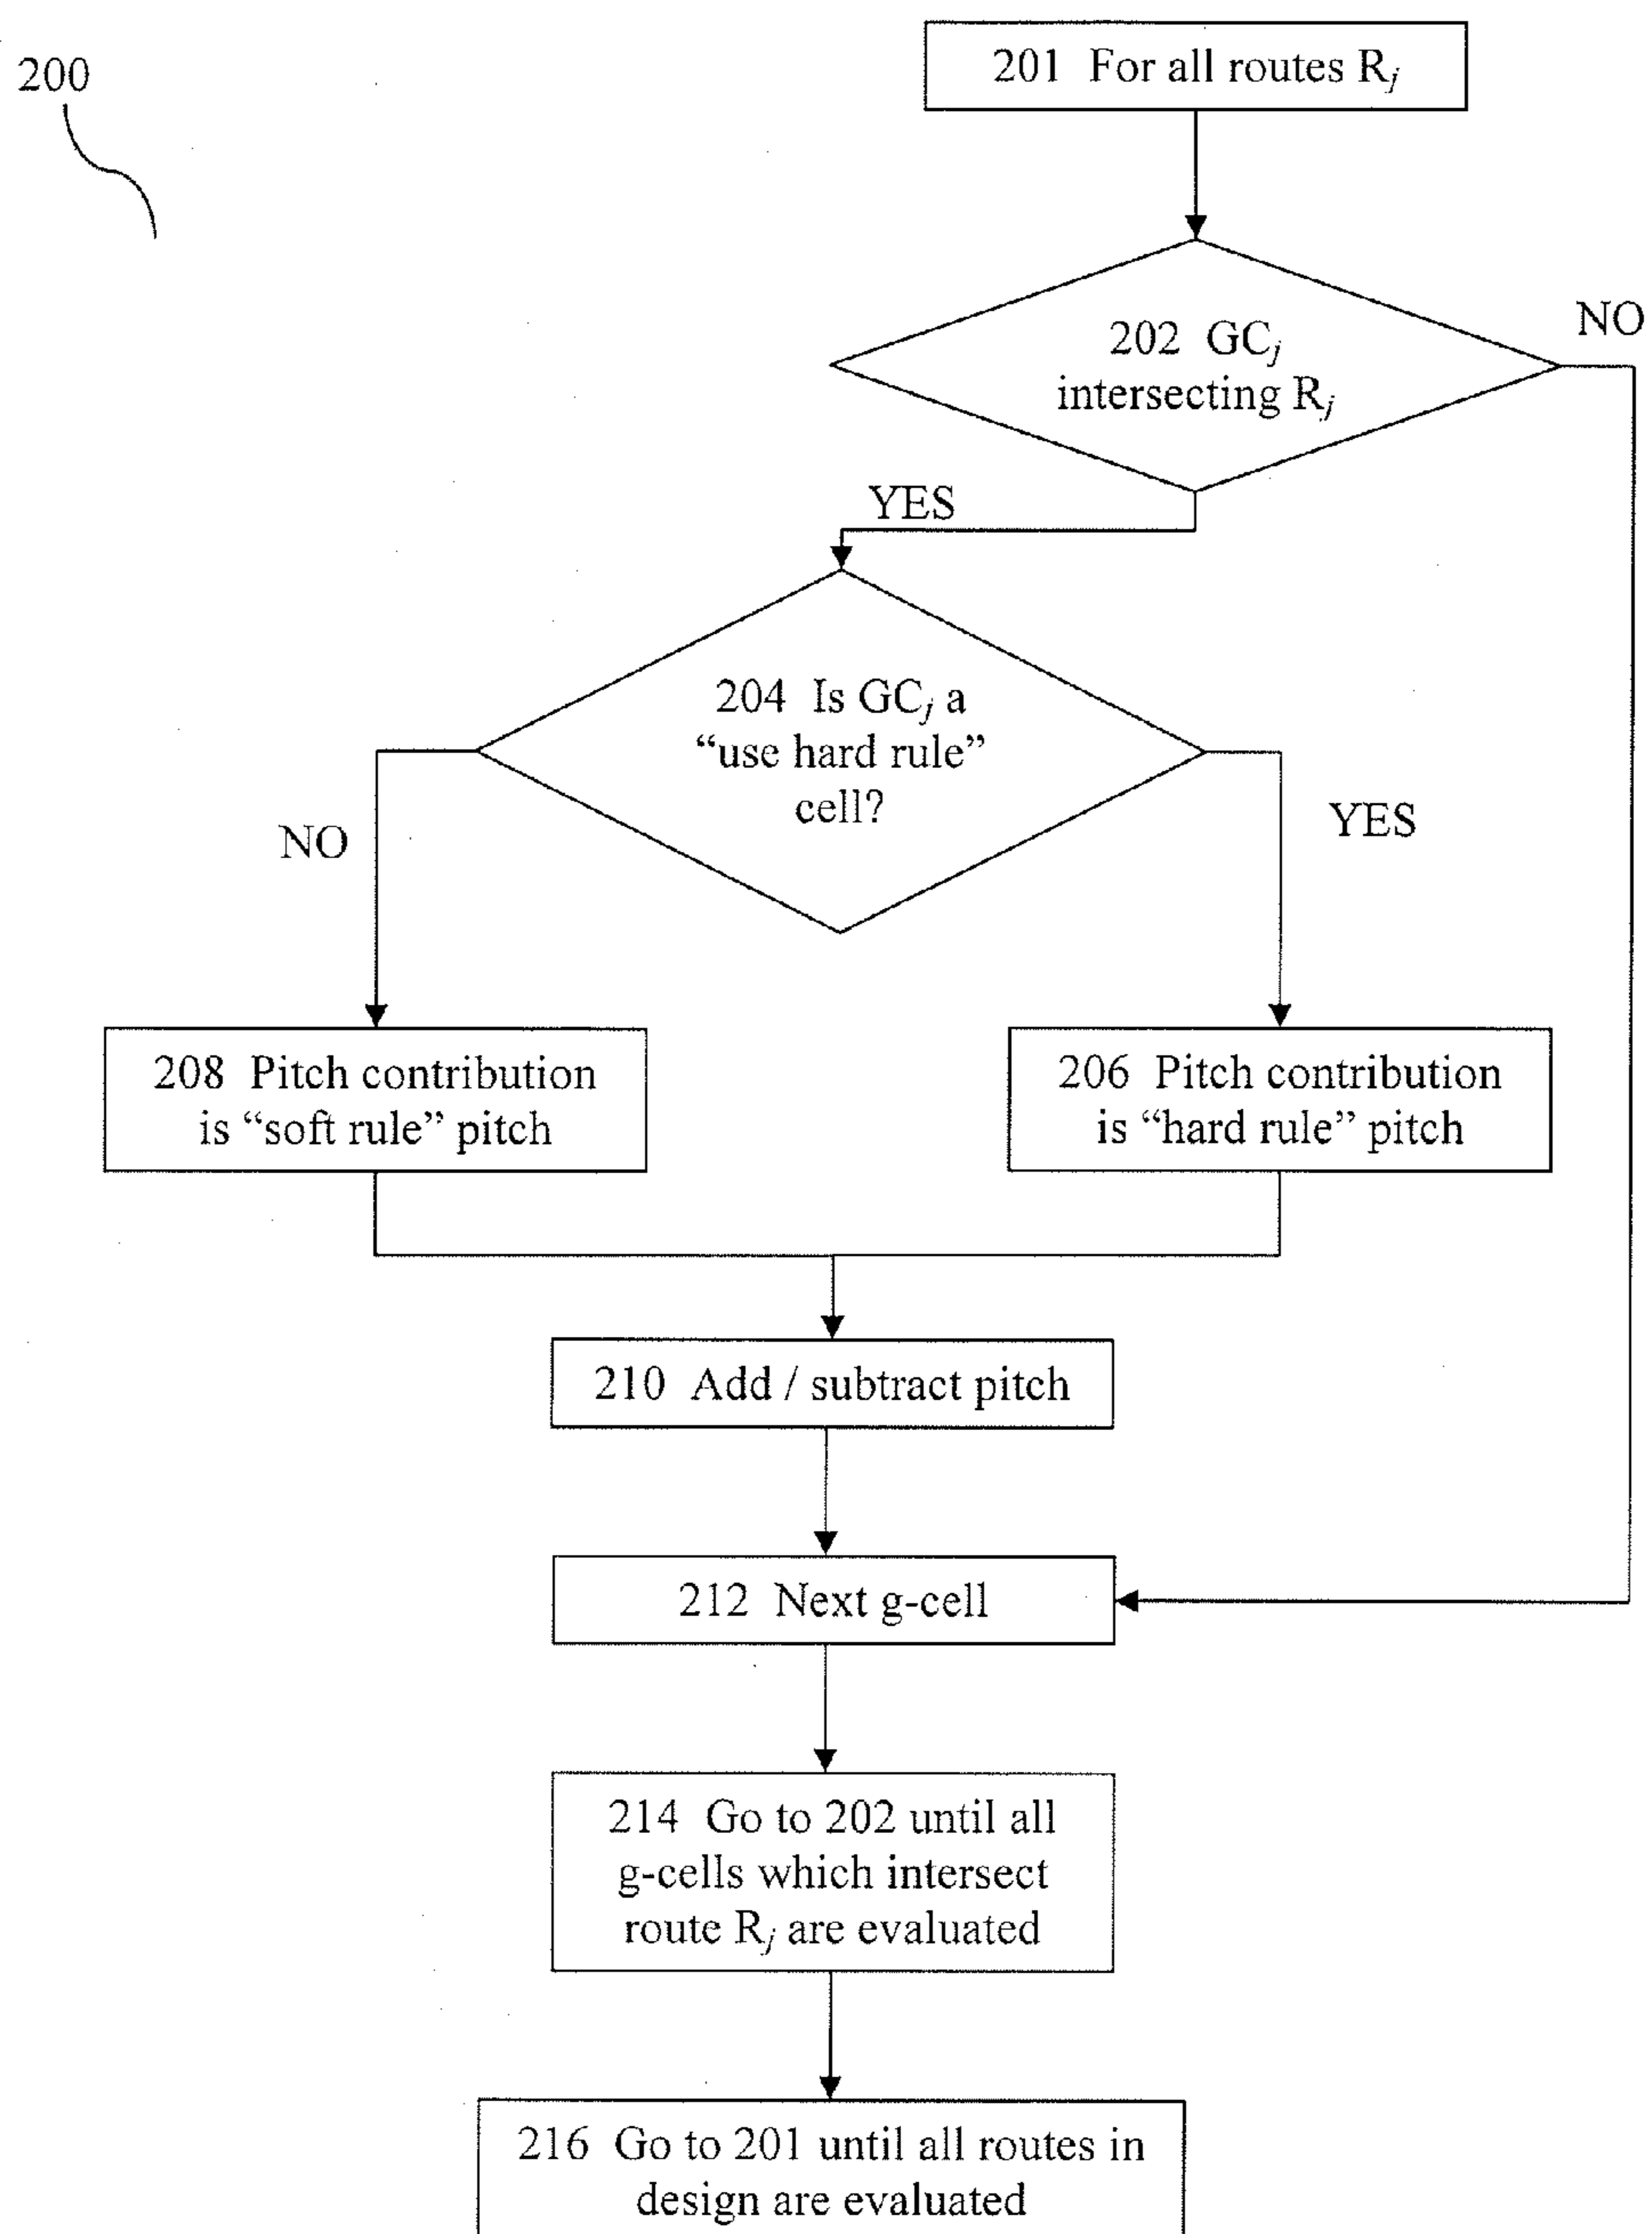 200
201 For all routes Rj
202 GCj
intersecting Rj
NO
YES
204 Is GCj a
“use hard rule”
cell?
NO
YES
208 Pitch contribution
is “soft rule” pitch
206 Pitch contribution
is “hard rule” pitch
210 Add / subtract pitch
212 Next g-cell
214 Go to 202 until all
g-cells which intersect
route Rj are evaluated
216 Go to 201 until all routes in
design are evaluated